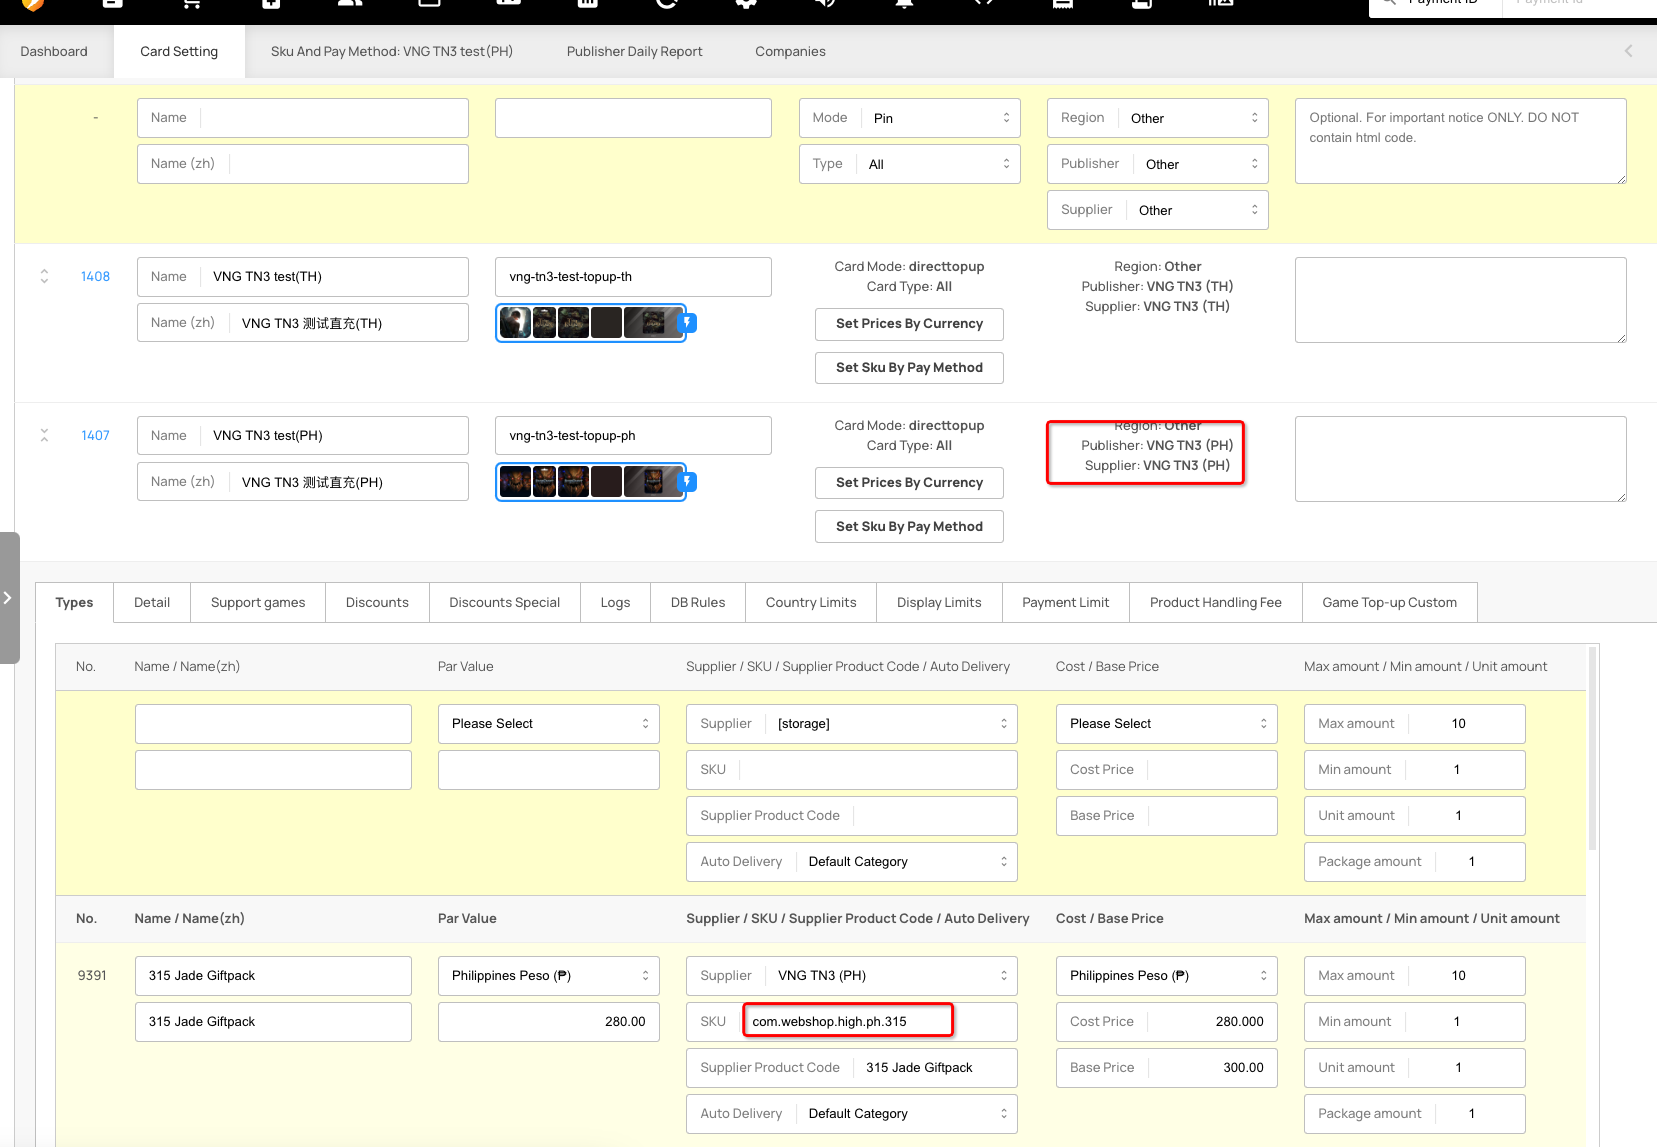 Payment ID Payment id
Dashboard Card Setting Sku And Pay Method: VNG TN3 test(PH) Publisher Daily Report Companies
- Name Mode Pin Region Other Optional. For important notice ONLY. DO NOT
contain html code.
Name (zh) Type All Publisher Other
Supplier Other
1408 Name VNG TN3 test(TH) vng-tn3-test-topup-th Card Mode: directtopup Region: Other
Card Type: All Publisher: VNG TN3 (TH)
Supplier: VNG TN3 (TH)
Name (zh) VNG TN3 测试直充(TH) Set Prices By Currency
Set Sku By Pay Method
1407 Name VNG TN3 test(PH) vng-tn3-test-topup-ph Card Mode: directtopup Region: Other
Card Type: All Publisher: VNG TN3 (PH)
Supplier: VNG TN3 (PH)
Name (zh) VNG TN3 测试直充(PH) Set Prices By Currency
Set Sku By Pay Method
Types Detail Support games Discounts Discounts Special Logs DB Rules Country Limits Display Limits Payment Limit Product Handling Fee Game Top-up Custom
No. Name / Name(zh) Par Value Supplier / SKU / Supplier Product Code / Auto Delivery Cost / Base Price Max amount / Min amount / Unit amount
Please Select Supplier [storage] Please Select Max amount 10
SKU Cost Price Min amount 1
Supplier Product Code Base Price Unit amount 1
Auto Delivery Default Category Package amount 1
No. Name / Name(zh) Par Value Supplier / SKU / Supplier Product Code / Auto Delivery Cost / Base Price Max amount / Min amount / Unit amount
9391 315 Jade Giftpack Philippines Peso (₱) Supplier VNG TN3 (PH) Philippines Peso (₱) Max amount 10
315 Jade Giftpack 280.00 SKU com.webshop.high.ph.315 Cost Price 280.000 Min amount 1
Supplier Product Code 315 Jade Giftpack Base Price 300.00 Unit amount 1
Auto Delivery Default Category Package amount 1